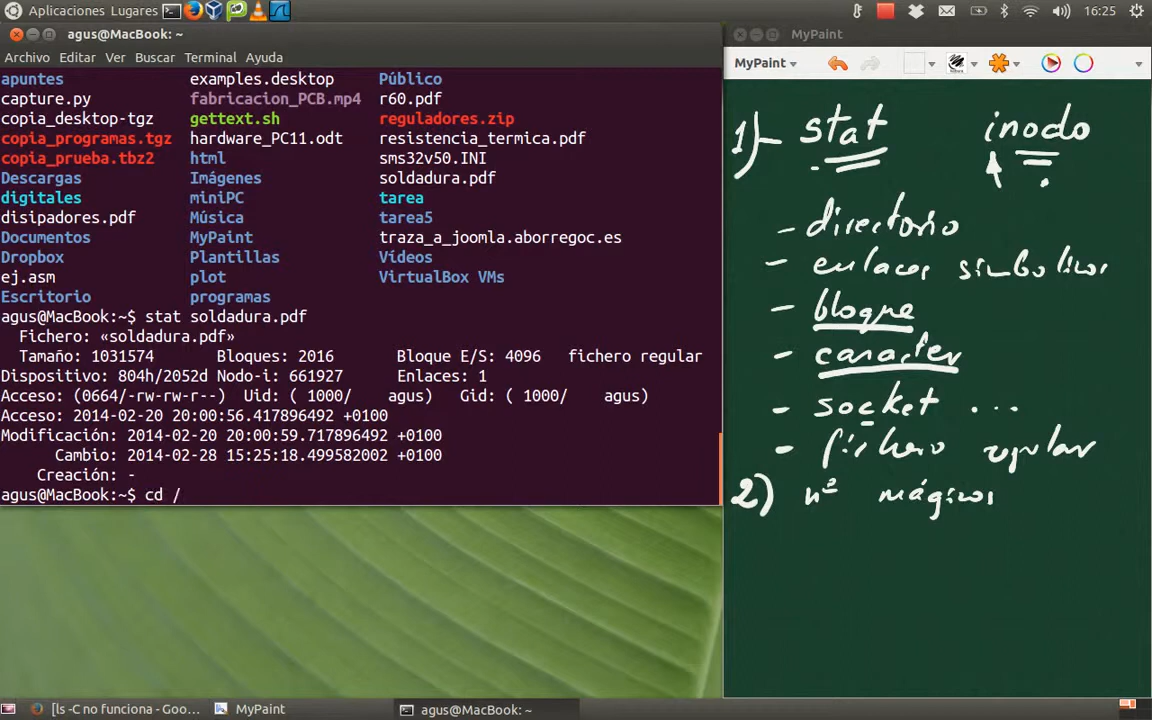 Aplicaciones Lugares 16:25
agus@MacBook: ~
Archivo Editar Ver Buscar Terminal Ayuda
apuntes examples.desktop Público
capture.py fabricacion_PCB.mp4 r60.pdf
copia_desktop-tgz gettext.sh reguladores.zip
copia_programas.tgz hardware_PC11.odt resistencia_termica.pdf
copia_prueba.tbz2 html sms32v50.INI
Descargas Imágenes soldadura.pdf
digitales miniPC tarea
disipadores.pdf Música tarea5
Documentos MyPaint traza_a_joomla.aborregoc.es
Dropbox Plantillas Vídeos
ej.asm plot VirtualBox VMs
Escritorio programas
agus@MacBook:~$ stat soldadura.pdf
Fichero: «soldadura.pdf»
Tamaño: 1031574 Bloques: 2016 Bloque E/S: 4096 fichero regular
Dispositivo: 804h/2052d Nodo-i: 661927 Enlaces: 1
Acceso: (0664/-rw-rw-r--) Uid: ( 1000/ agus) Gid: ( 1000/ agus)
Acceso: 2014-02-20 20:00:56.417896492 +0100
Modificación: 2014-02-20 20:00:59.717896492 +0100
Cambio: 2014-02-28 15:25:18.499582002 +0100
Creación: -
agus@MacBook:~$ cd /
MyPaint
MyPaint
1)- stat inodo
- directorio
- enlaces simbolicos
- bloque
- caracter
- socket ...
- fichero regular
2) nº mágicos
[ls -C no funciona - Goo... MyPaint agus@MacBook: ~